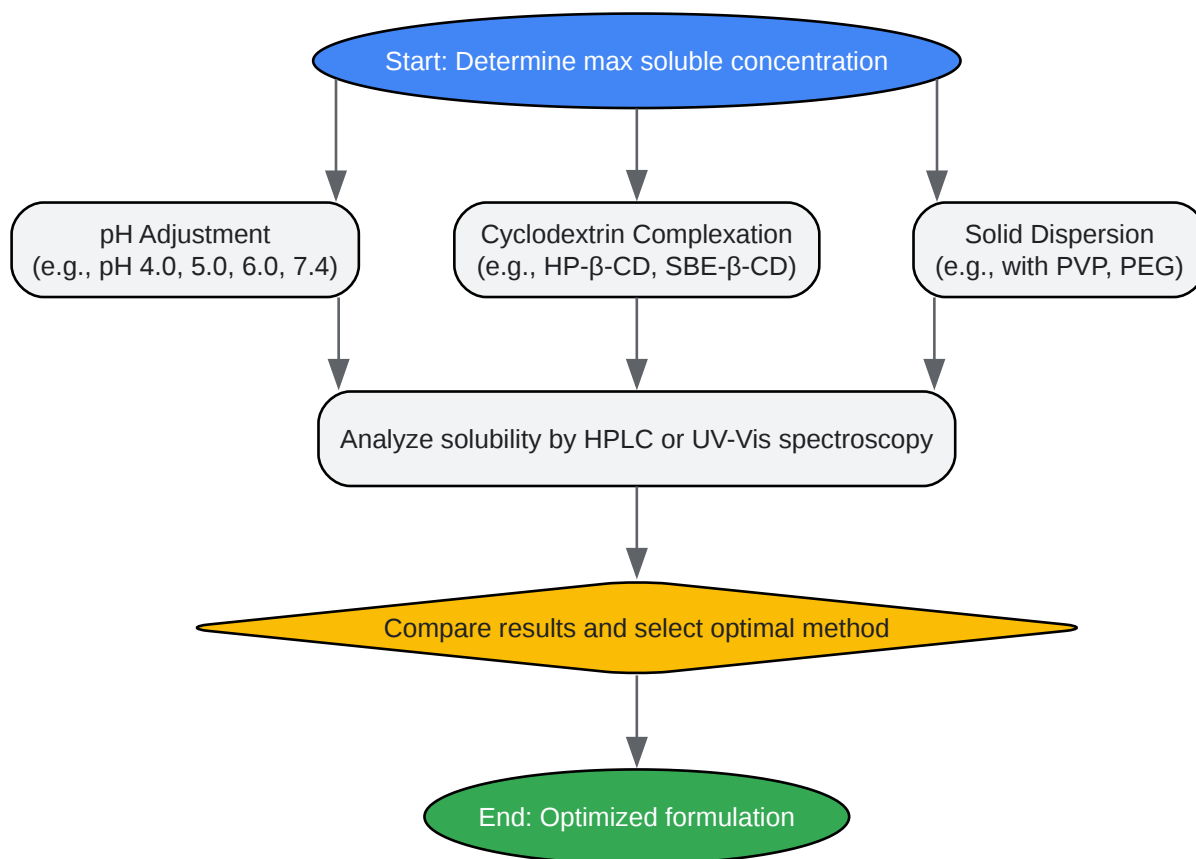 Start: Determine max soluble concentration
pH Adjustment
(e.g., pH 4.0, 5.0, 6.0, 7.4)
Cyclodextrin Complexation
(e.g., HP-β-CD, SBE-β-CD)
Solid Dispersion
(e.g., with PVP, PEG)
Analyze solubility by HPLC or UV-Vis spectroscopy
Compare results and select optimal method
End: Optimized formulation